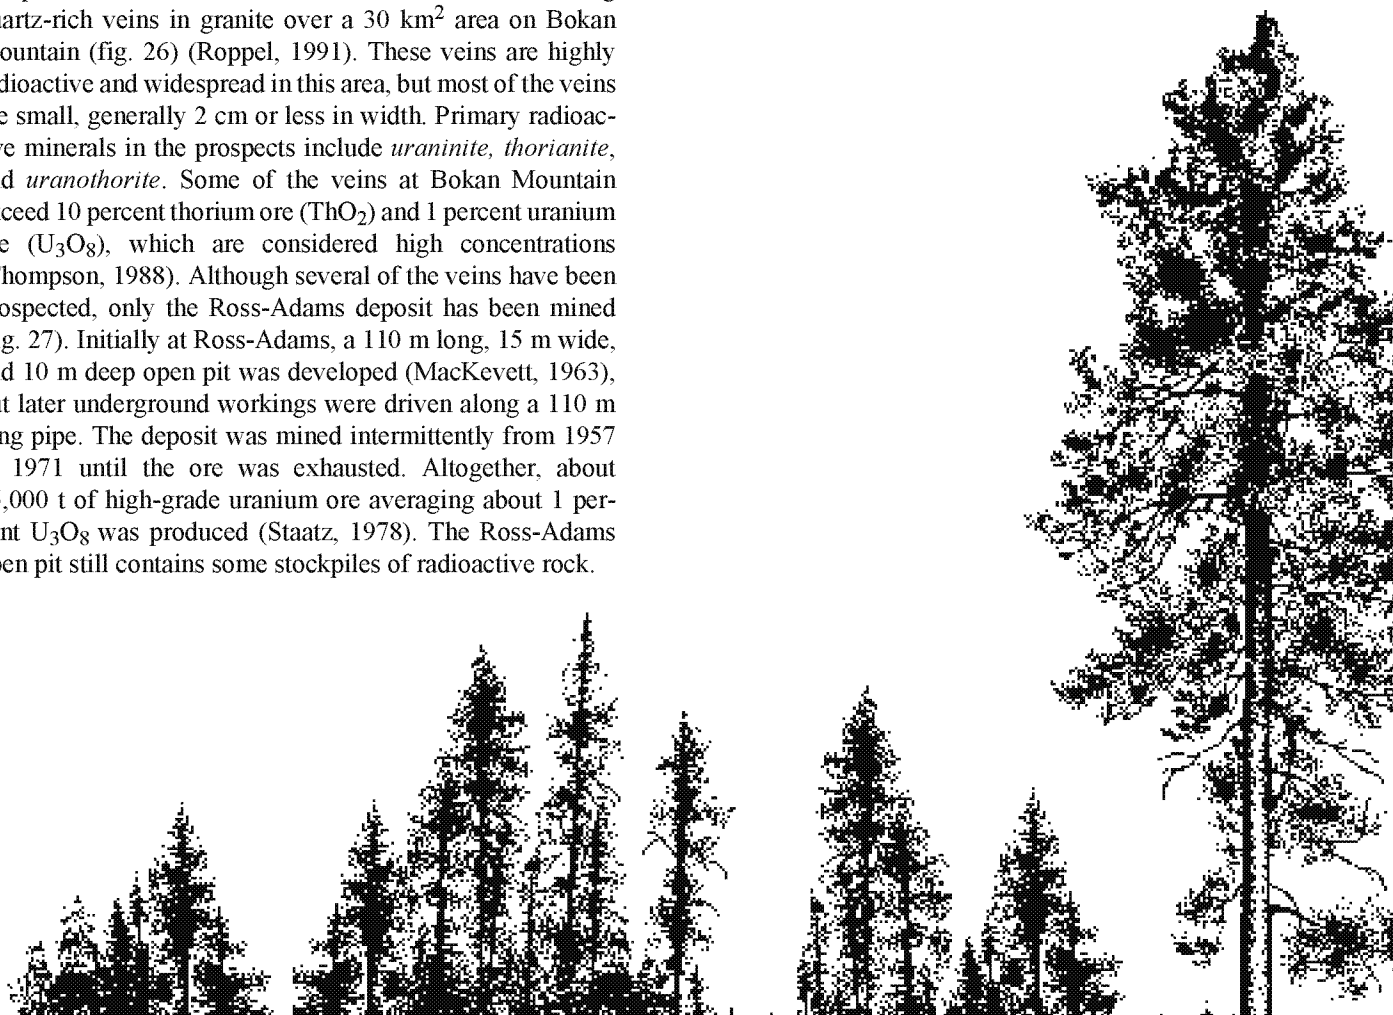 uartz-rich veins in granite over a 30 km² area on Bokan
ountain (fig. 26) (Roppel, 1991). These veins are highly
dioactive and widespread in this area, but most of the veins
e small, generally 2 cm or less in width. Primary radioac-
ve minerals in the prospects include uraninite, thorianite,
d uranothorite. Some of the veins at Bokan Mountain
ceed 10 percent thorium ore (ThO₂) and 1 percent uranium
e (U₃O₈), which are considered high concentrations
hompson, 1988). Although several of the veins have been
ospected, only the Ross-Adams deposit has been mined
g. 27). Initially at Ross-Adams, a 110 m long, 15 m wide,
d 10 m deep open pit was developed (MacKevett, 1963),
t later underground workings were driven along a 110 m
ng pipe. The deposit was mined intermittently from 1957
1971 until the ore was exhausted. Altogether, about
,000 t of high-grade uranium ore averaging about 1 per-
nt U₃O₈ was produced (Staatz, 1978). The Ross-Adams
en pit still contains some stockpiles of radioactive rock.